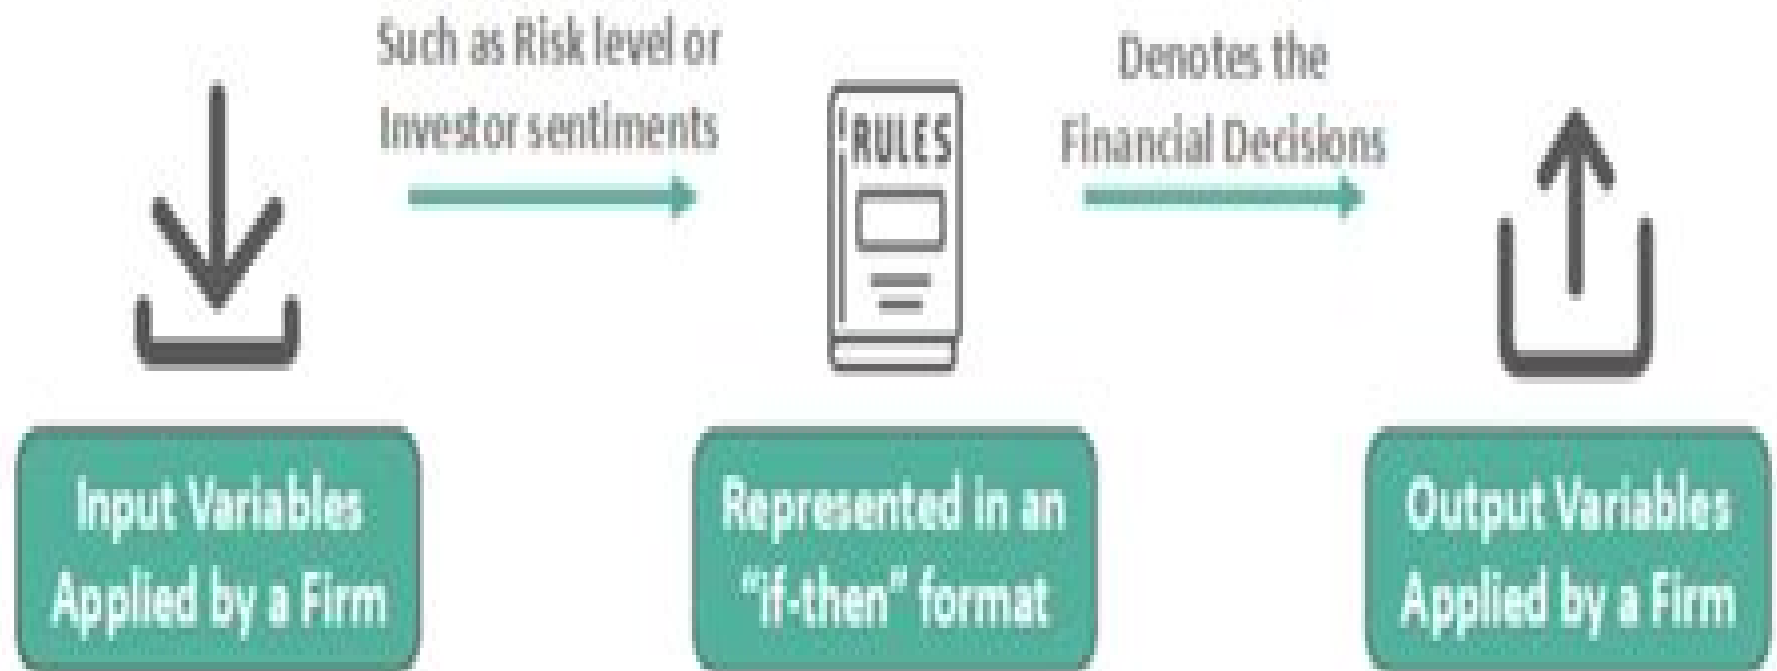 Such as Risk level or
Investor sentiments
RULES
Denotes the
Financial Decisions
Input Variables
Applied by a Firm
Represented in an
"if-then" format
Output Variables
Applied by a Firm